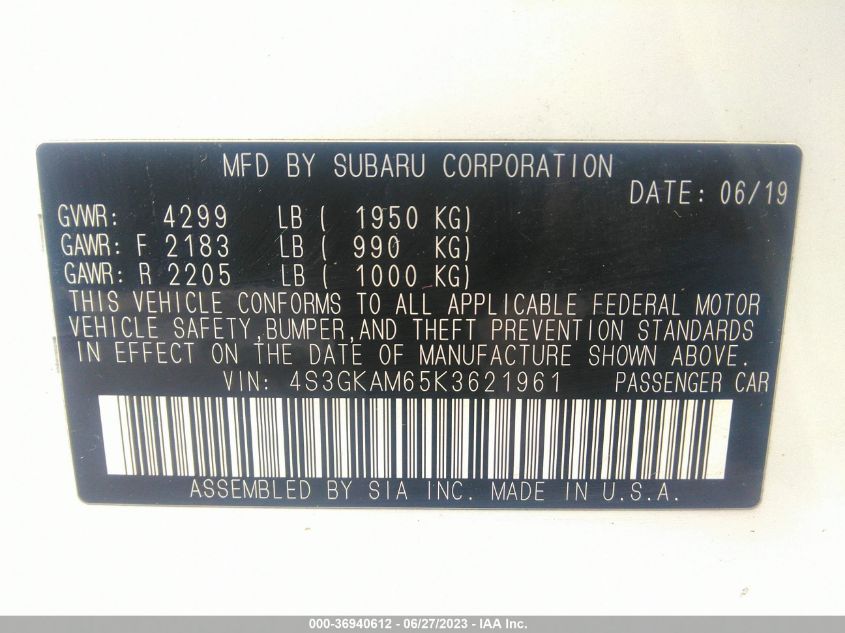 MFD BY SUBARU CORPORATION
DATE: 06/19
GVWR: 4299 LB ( 1950 KG)
GAWR: F 2183 LB ( 990 KG)
GAWR: R 2205 LB ( 1000 KG)
THIS VEHICLE CONFORMS TO ALL APPLICABLE FEDERAL MOTOR
VEHICLE SAFETY,BUMPER,AND THEFT PREVENTION STANDARDS
IN EFFECT ON THE DATE OF MANUFACTURE SHOWN ABOVE.
VIN: 4S3GKAM65K3621961 PASSENGER CAR
ASSEMBLED BY SIA INC. MADE IN U.S.A.
000-36940612 - 06/27/2023 - IAA Inc.